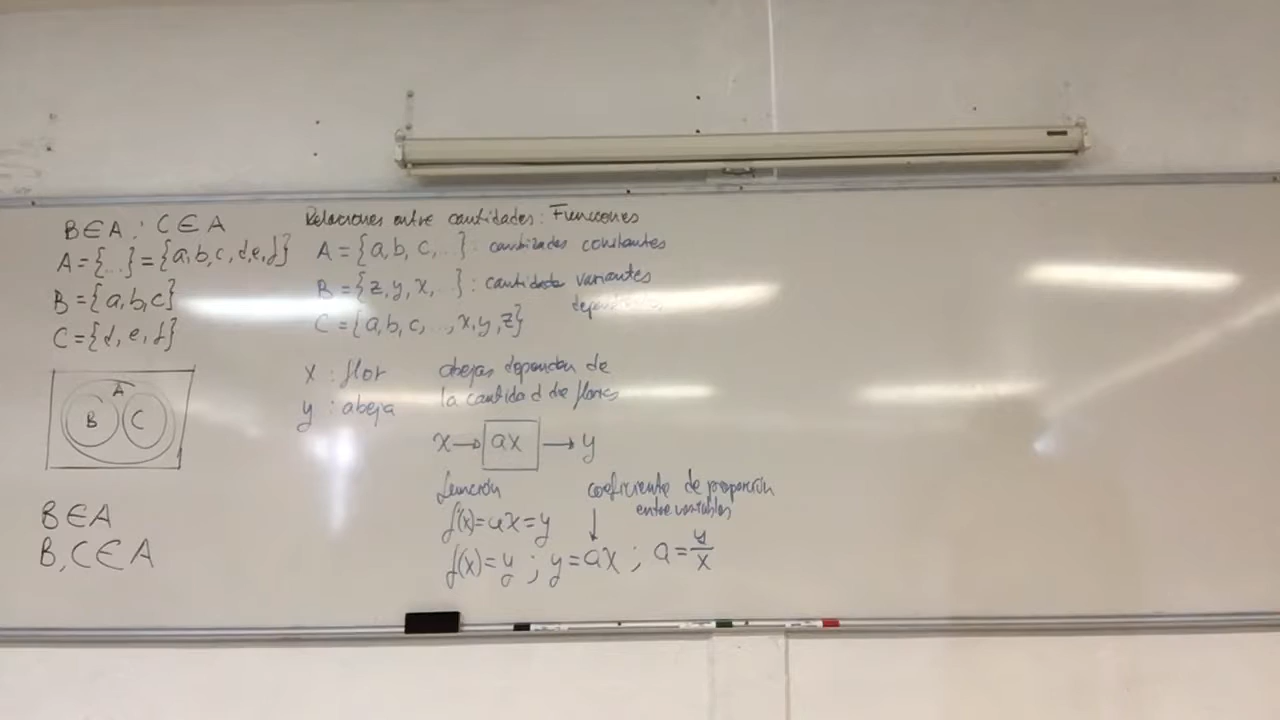 B∈A ; C∈A
A={...}={a,b,c,d,e,f}
B={a,b,c}
C={d,e,f}
A
B C
B∈A
B,C∈A
Relaciones entre cantidades: Funciones
A={a,b,c,...}: cantidades constantes
B={z,y,x,...}: cantidades variantes
C={a,b,c,...,x,y,z}
x : flor
y : abeja
abejas dependen de
la cantidad de flores
x→ ax → y
función
f(x)=ax=y
coeficiente de proporción
entre variables
f(x)=y ; y=ax ; a=y/x